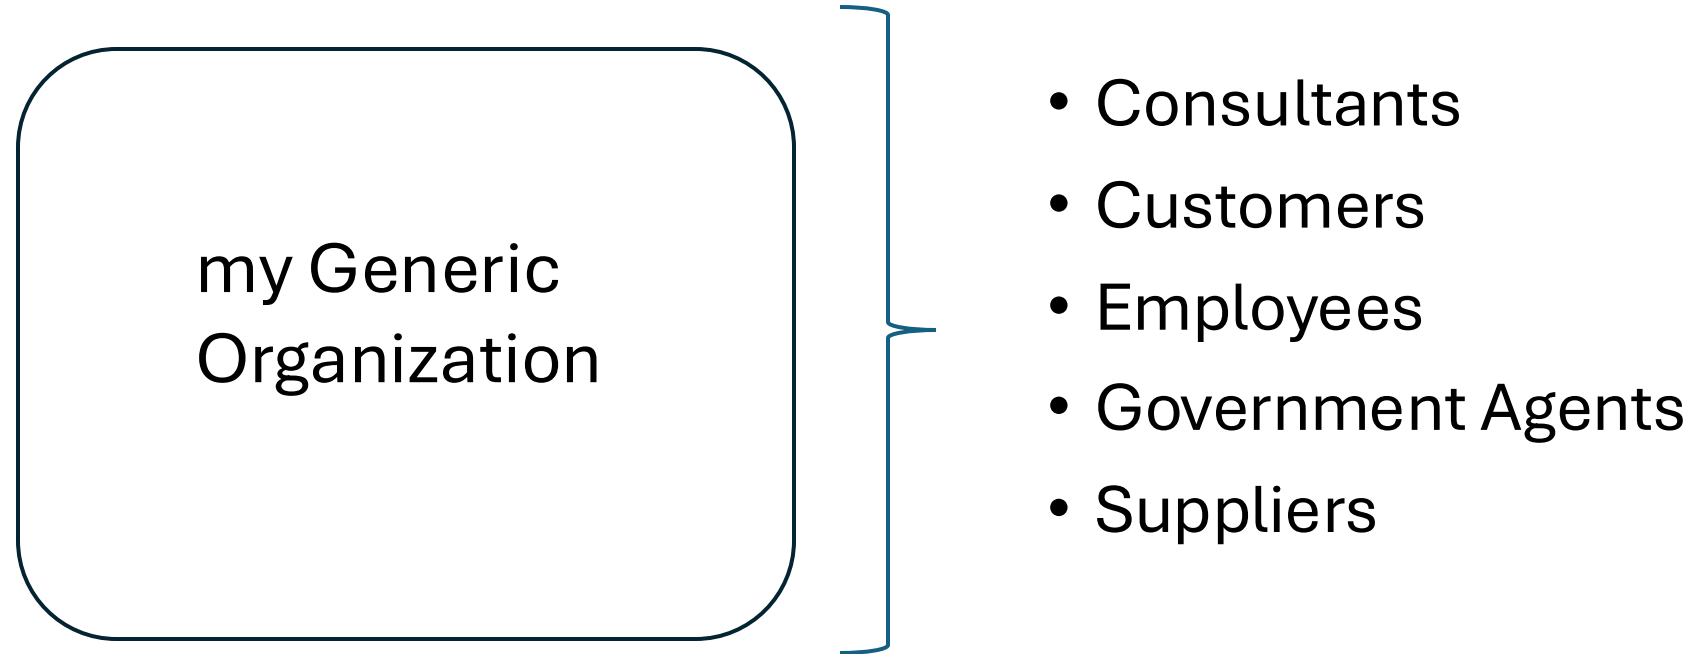 my Generic
Organization
• Consultants
• Customers
• Employees
• Government Agents
• Suppliers